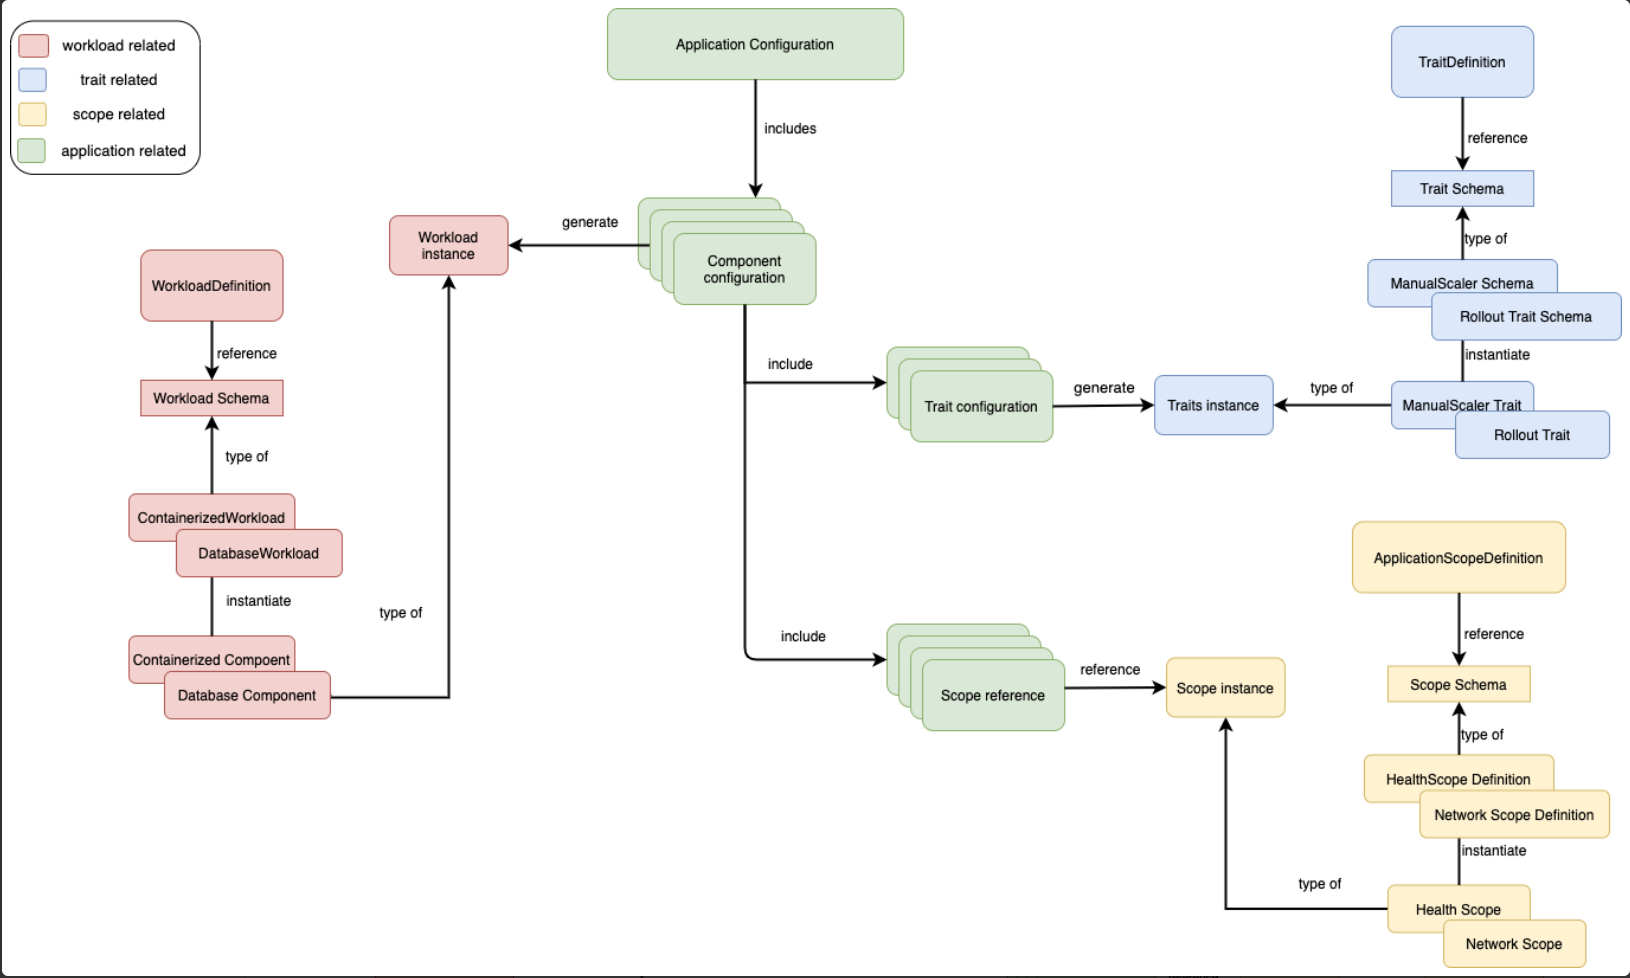 workload related
trait related
scope related
application related
Application Configuration
includes
TraitDefinition
reference
Trait Schema
type of
ManualScaler Schema
Rollout Trait Schema
instantiate
ManualScaler Trait
Rollout Trait
type of
Traits instance
generate
Trait configuration
include
Component
configuration
generate
Workload
instance
WorkloadDefinition
reference
Workload Schema
type of
ContainerizedWorkload
DatabaseWorkload
instantiate
Containerized Compoent
Database Component
type of
include
Scope reference
reference
Scope instance
ApplicationScopeDefinition
reference
Scope Schema
type of
HealthScope Definition
Network Scope Definition
instantiate
type of
Health Scope
Network Scope